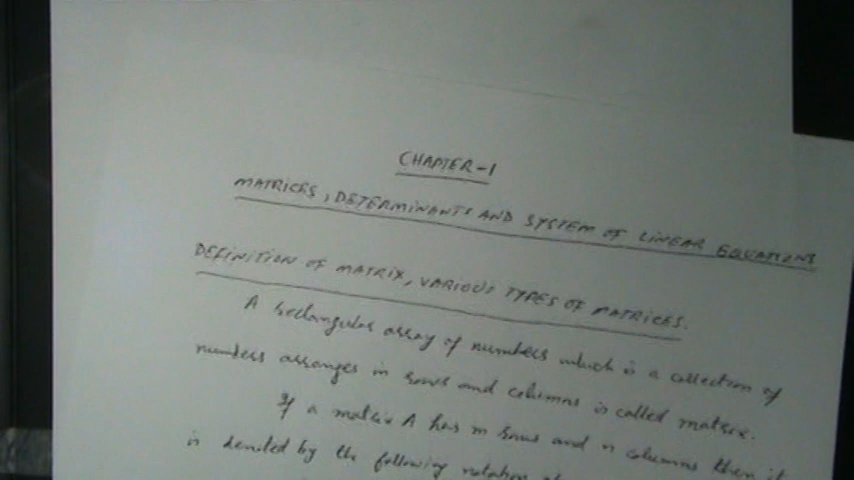 CHAPTER-1
MATRICES, DETERMINANTS AND SYSTEM OF LINEAR EQUATIONS
DEFINITION OF MATRIX, VARIOUS TYPES OF MATRICES.
A rectangular array of numbers which is a collection of
numbers arranges in rows and columns is called matrix.
If a matrix A has m rows and n columns then it
is denoted by the following notation